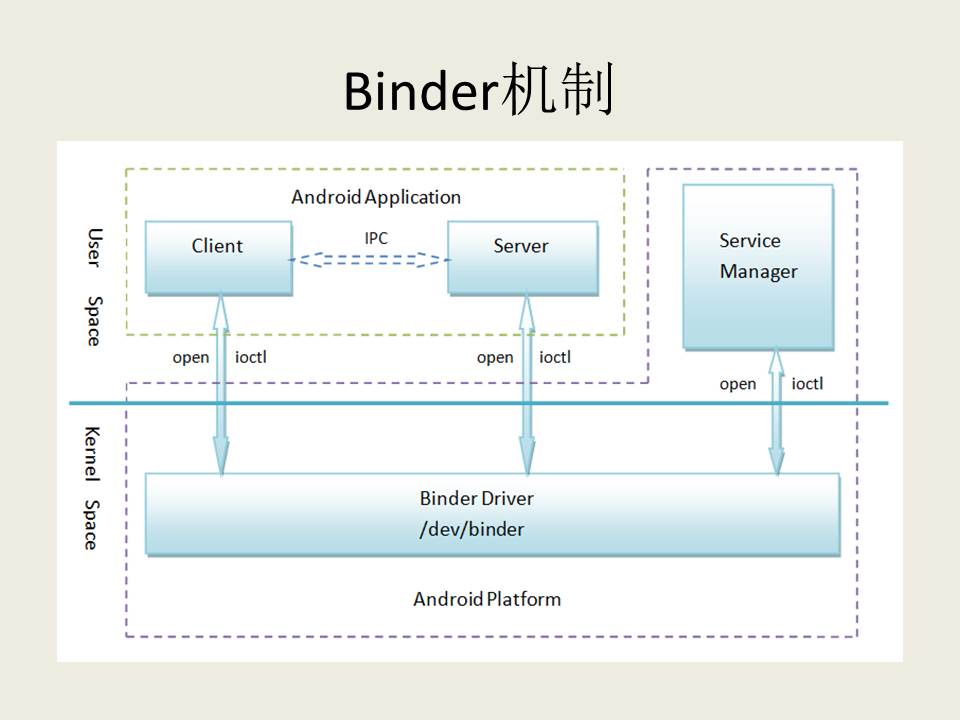 Binder机制
Android Application
Client
IPC
Server
Service
Manager
User Space
open
ioctl
open
ioctl
open
ioctl
Kernel Space
Binder Driver
/dev/binder
Android Platform